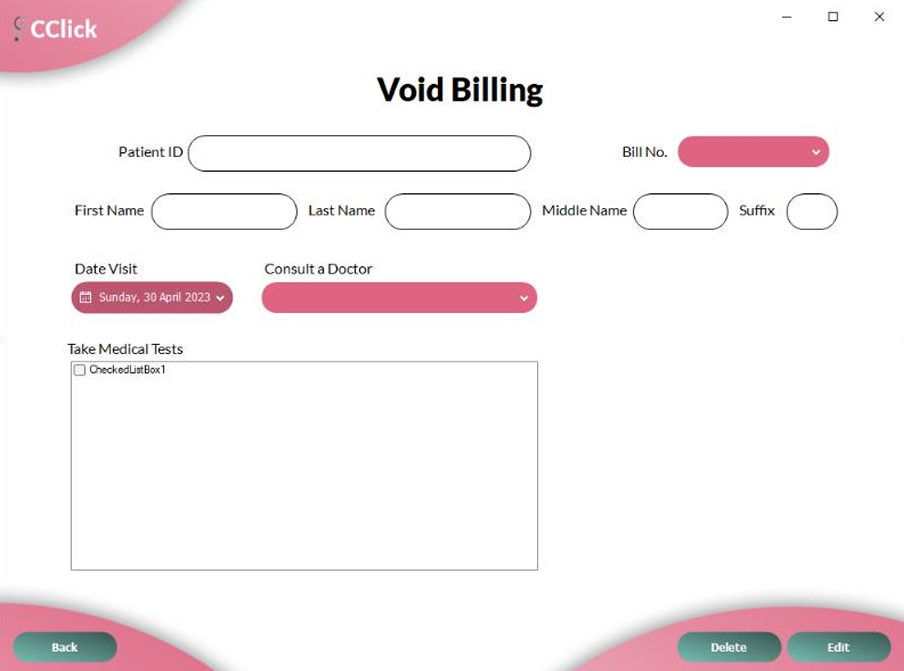 CClick
Void Billing
Patient ID
Bill No.
First Name
Last Name
Middle Name
Suffix
Date Visit
Consult a Doctor
Sunday, 30 April 2023
Take Medical Tests
CheckedListBox1
Back
Delete
Edit